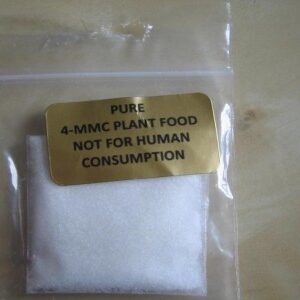 PURE
4-MMC PLANT FOOD
NOT FOR HUMAN
CONSUMPTION